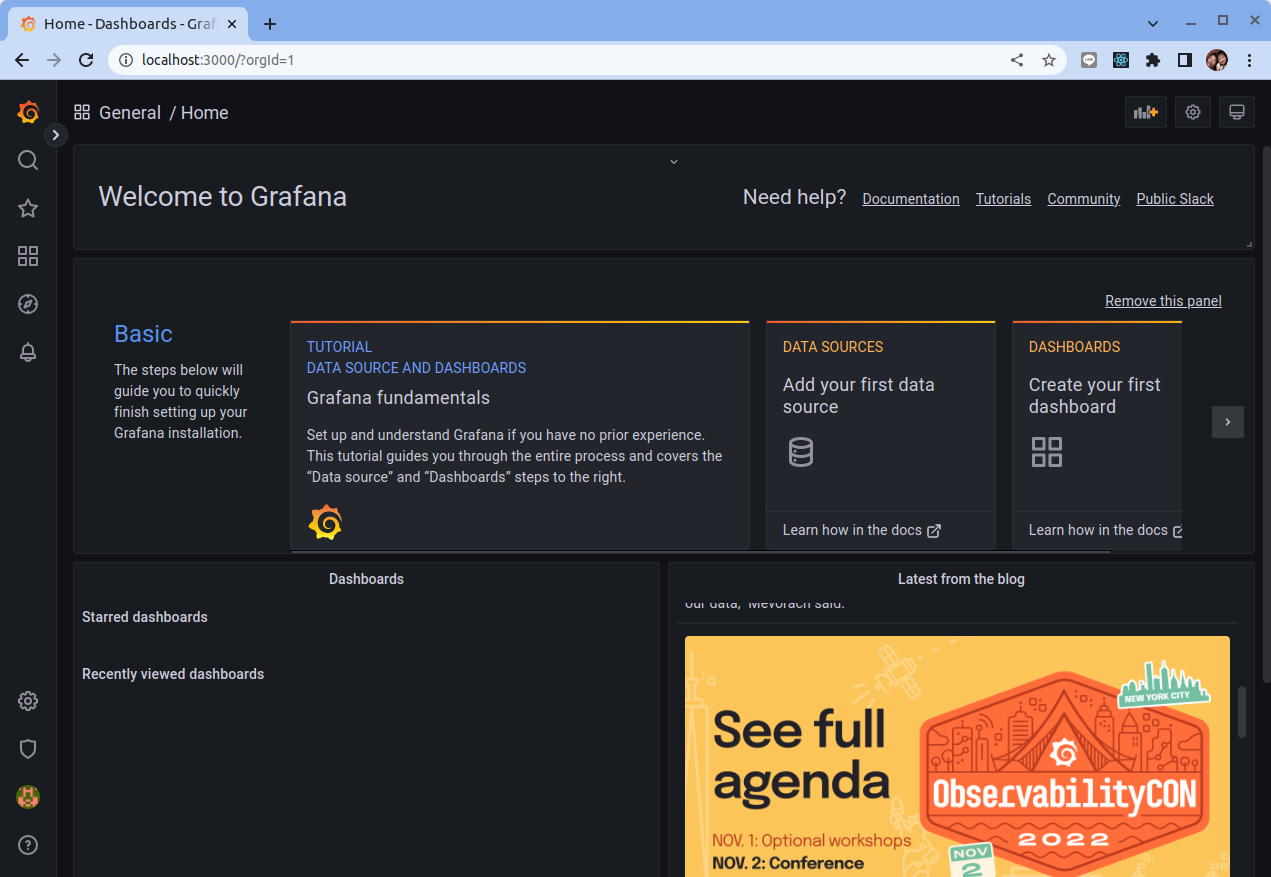 Home - Dashboards - Graf
localhost:3000/?orgId=1
General / Home
Welcome to Grafana
Need help? Documentation Tutorials Community Public Slack
Remove this panel
Basic
The steps below will
guide you to quickly
finish setting up your
Grafana installation.
TUTORIAL
DATA SOURCE AND DASHBOARDS
Grafana fundamentals
Set up and understand Grafana if you have no prior experience.
This tutorial guides you through the entire process and covers the
“Data source” and “Dashboards” steps to the right.
DATA SOURCES
Add your first data
source
Learn how in the docs
DASHBOARDS
Create your first
dashboard
Learn how in the docs
Dashboards
Starred dashboards
Recently viewed dashboards
Latest from the blog
our data,” Mevorach said.
See full
agenda
NOV. 1: Optional workshops
NOV. 2: Conference
NEW YORK CITY
ObservabilityCON
2022
NOV
2